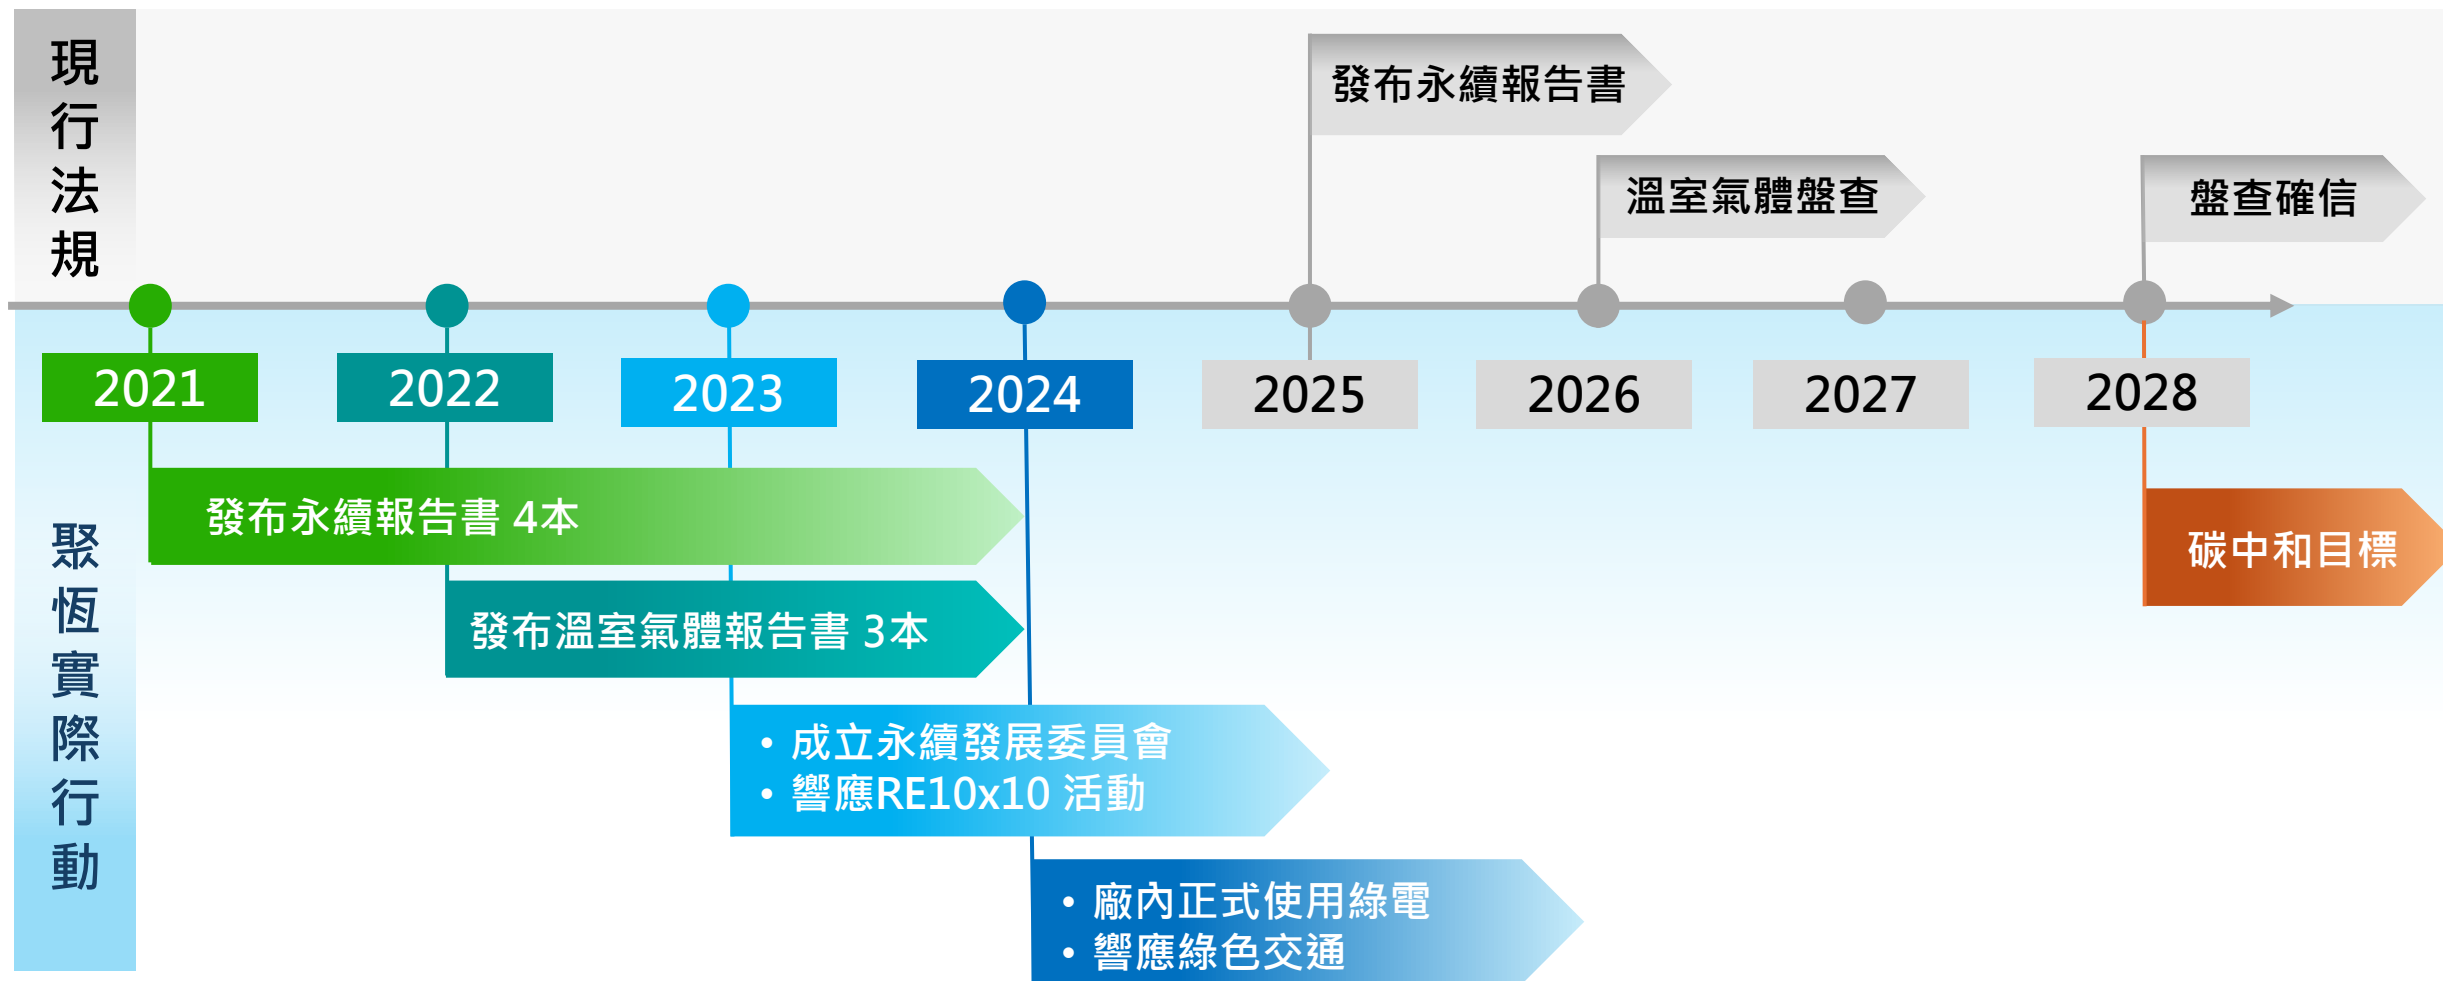 現行法規
發布永續報告書
溫室氣體盤查
盤查確信
2021
2022
2023
2024
2025
2026
2027
2028
聚恆實際行動
發布永續報告書 4本
發布溫室氣體報告書 3本
• 成立永續發展委員會
• 響應RE10x10 活動
• 廠內正式使用綠電
• 響應綠色交通
碳中和目標